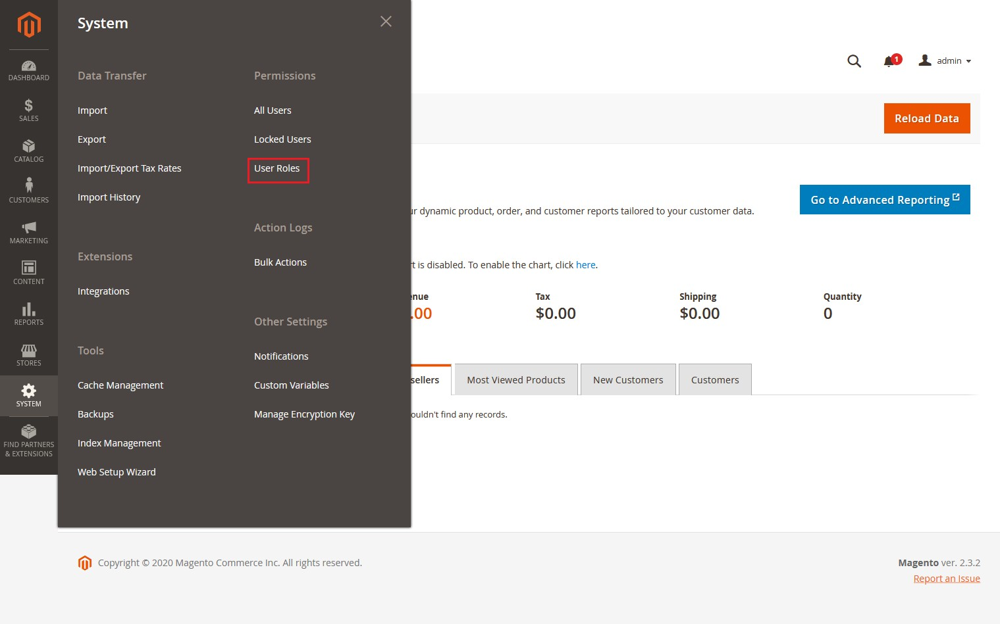 DASHBOARD
SALES
CATALOG
CUSTOMERS
MARKETING
CONTENT
REPORTS
STORES
SYSTEM
FIND PARTNERS
& EXTENSIONS
System
Data Transfer
Import
Export
Import/Export Tax Rates
Import History
Extensions
Integrations
Tools
Cache Management
Backups
Index Management
Web Setup Wizard
Permissions
All Users
Locked Users
User Roles
Action Logs
Bulk Actions
Other Settings
Notifications
Custom Variables
Manage Encryption Key
1
admin
Reload Data
dynamic product, order, and customer reports tailored to your customer data.
Go to Advanced Reporting
is disabled. To enable the chart, click here.
Tax Shipping Quantity
.00 $0.00 $0.00 0
sellers Most Viewed Products New Customers Customers
ouldn't find any records.
Copyright © 2020 Magento Commerce Inc. All rights reserved.
Magento ver. 2.3.2
Report an Issue